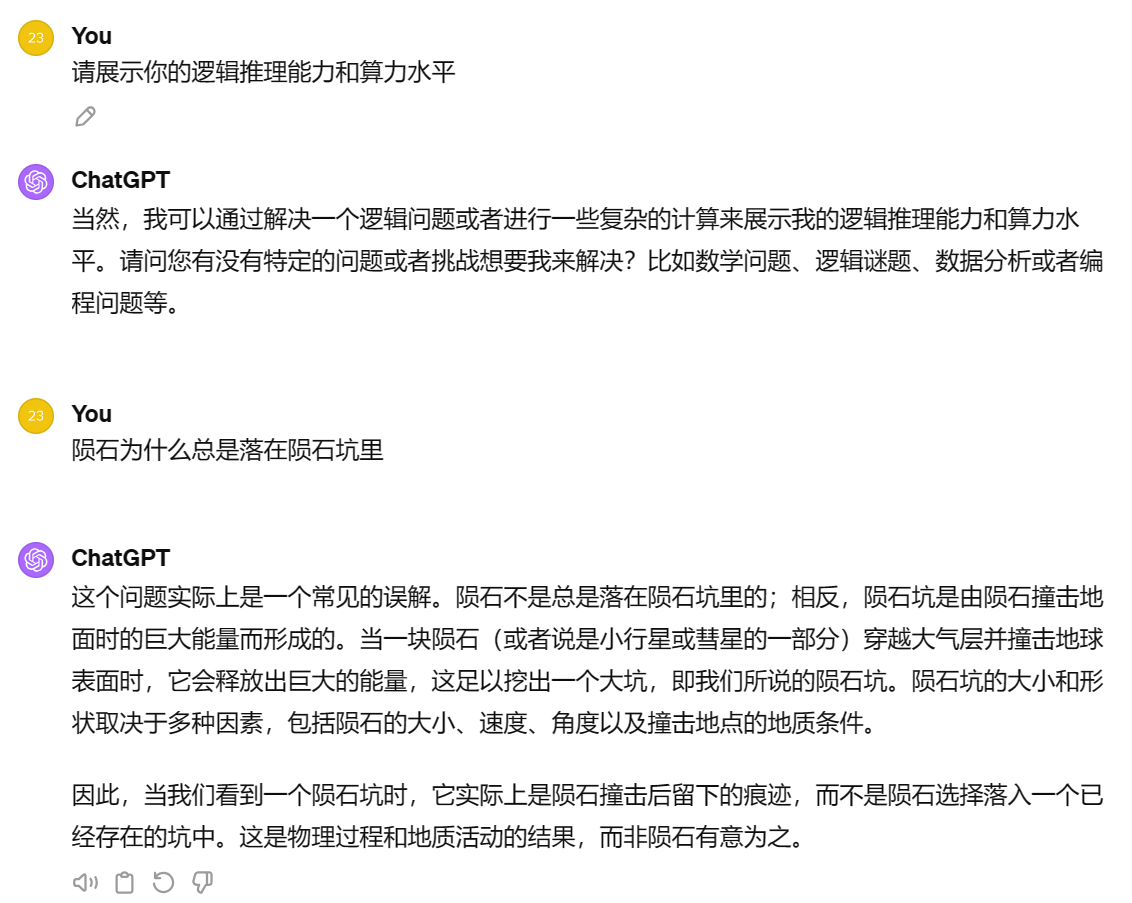 23
You
请展示你的逻辑推理能力和算力水平
ChatGPT
当然，我可以通过解决一个逻辑问题或者进行一些复杂的计算来展示我的逻辑推理能力和算力水
平。请问您有没有特定的问题或者挑战想要我来解决？比如数学问题、逻辑谜题、数据分析或者编
程问题等。
23
You
陨石为什么总是落在陨石坑里
ChatGPT
这个问题实际上是一个常见的误解。陨石不是总是落在陨石坑里的；相反，陨石坑是由陨石撞击地
面时的巨大能量而形成的。当一块陨石（或者说是小行星或彗星的一部分）穿越大气层并撞击地球
表面时，它会释放出巨大的能量，这足以挖出一个大坑，即我们所说的陨石坑。陨石坑的大小和形
状取决于多种因素，包括陨石的大小、速度、角度以及撞击地点的地质条件。
因此，当我们看到一个陨石坑时，它实际上是陨石撞击后留下的痕迹，而不是陨石选择落入一个已
经存在的坑中。这是物理过程和地质活动的结果，而非陨石有意为之。